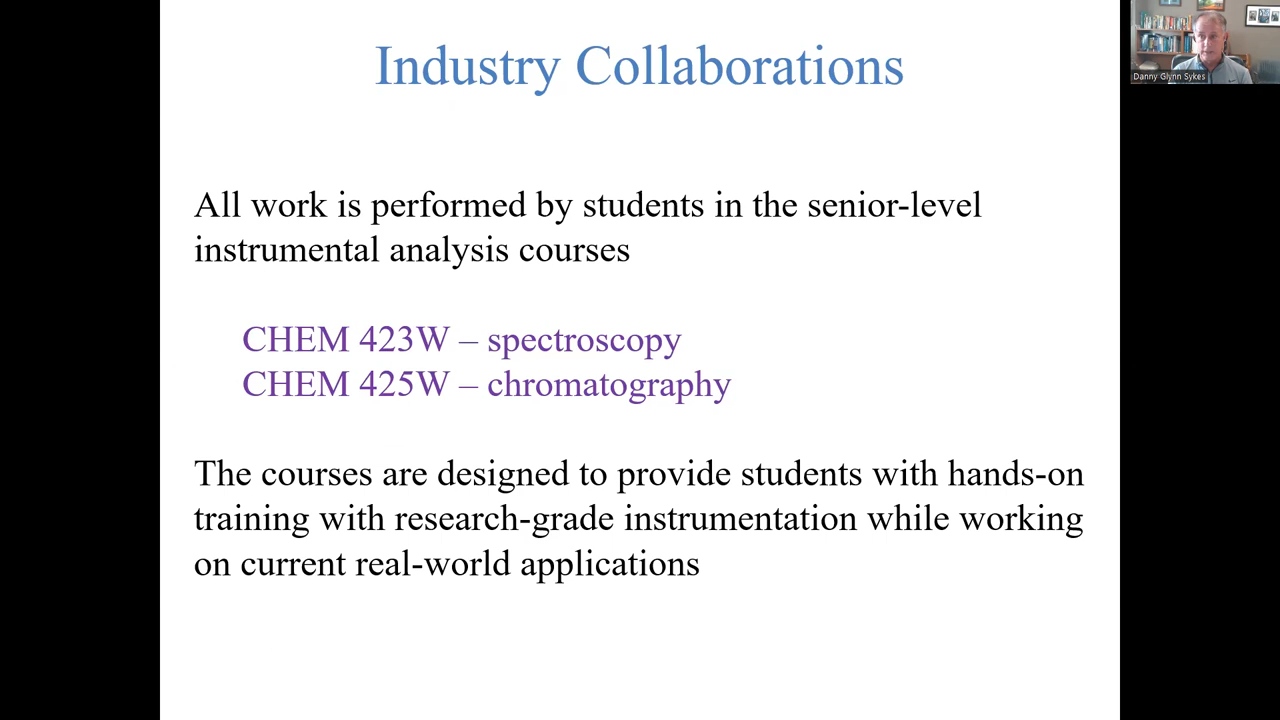 Industry Collaborations
Danny Glynn Sykes
All work is performed by students in the senior-level
instrumental analysis courses
CHEM 423W – spectroscopy
CHEM 425W – chromatography
The courses are designed to provide students with hands-on
training with research-grade instrumentation while working
on current real-world applications